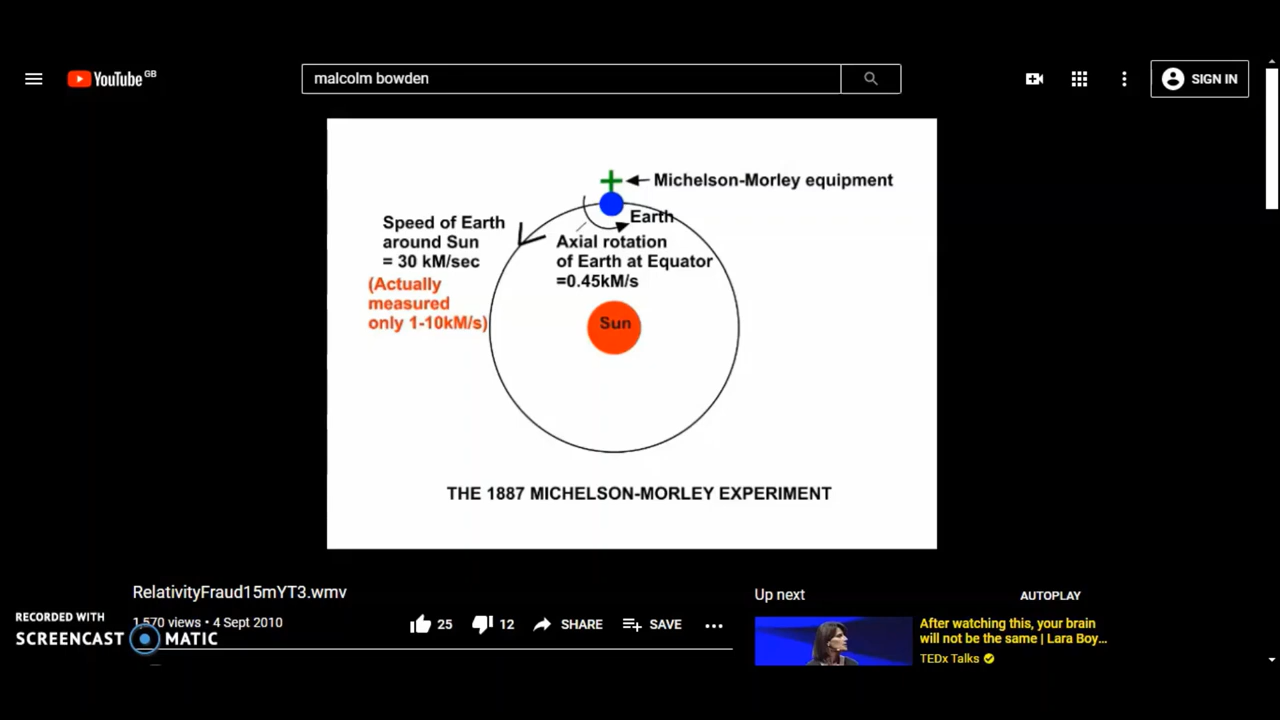 YouTube GB
malcolm bowden
SIGN IN
Michelson-Morley equipment
Earth
Speed of Earth
around Sun
= 30 kM/sec
(Actually
measured
only 1-10kM/s)
Axial rotation
of Earth at Equator
=0.45kM/s
Sun
THE 1887 MICHELSON-MORLEY EXPERIMENT
RelativityFraud15mYT3.wmv
1,570 views • 4 Sept 2010
25
12
SHARE
SAVE
Up next
AUTOPLAY
After watching this, your brain
will not be the same | Lara Boy...
TEDx Talks
RECORDED WITH
SCREENCAST MATIC